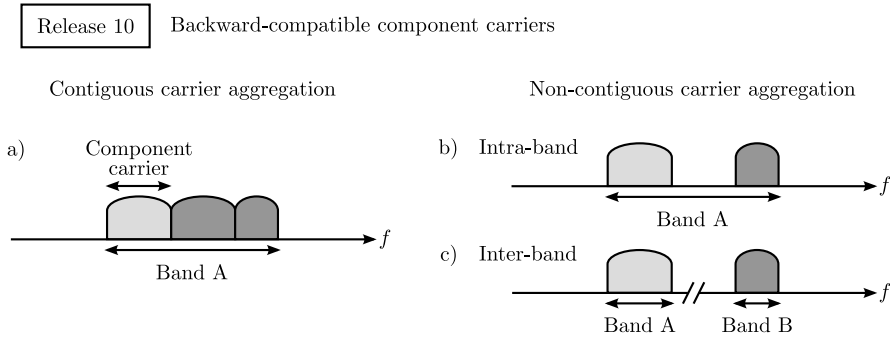 Release 10 Backward-compatible component carriers
Contiguous carrier aggregation
a)
Component
carrier
f
Band A
Non-contiguous carrier aggregation
b) Intra-band
f
Band A
c) Inter-band
f
Band A
Band B